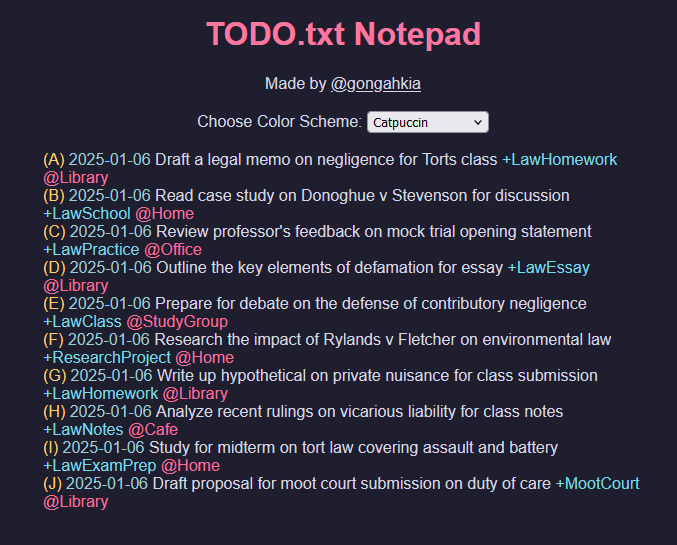 TODO.txt Notepad
Made by @gongahkia
Choose Color Scheme: Catpuccin
(A) 2025-01-06 Draft a legal memo on negligence for Torts class +LawHomework
@Library
(B) 2025-01-06 Read case study on Donoghue v Stevenson for discussion
+LawSchool @Home
(C) 2025-01-06 Review professor's feedback on mock trial opening statement
+LawPractice @Office
(D) 2025-01-06 Outline the key elements of defamation for essay +LawEssay
@Library
(E) 2025-01-06 Prepare for debate on the defense of contributory negligence
+LawClass @StudyGroup
(F) 2025-01-06 Research the impact of Rylands v Fletcher on environmental law
+ResearchProject @Home
(G) 2025-01-06 Write up hypothetical on private nuisance for class submission
+LawHomework @Library
(H) 2025-01-06 Analyze recent rulings on vicarious liability for class notes
+LawNotes @Cafe
(I) 2025-01-06 Study for midterm on tort law covering assault and battery
+LawExamPrep @Home
(J) 2025-01-06 Draft proposal for moot court submission on duty of care +MootCourt
@Library